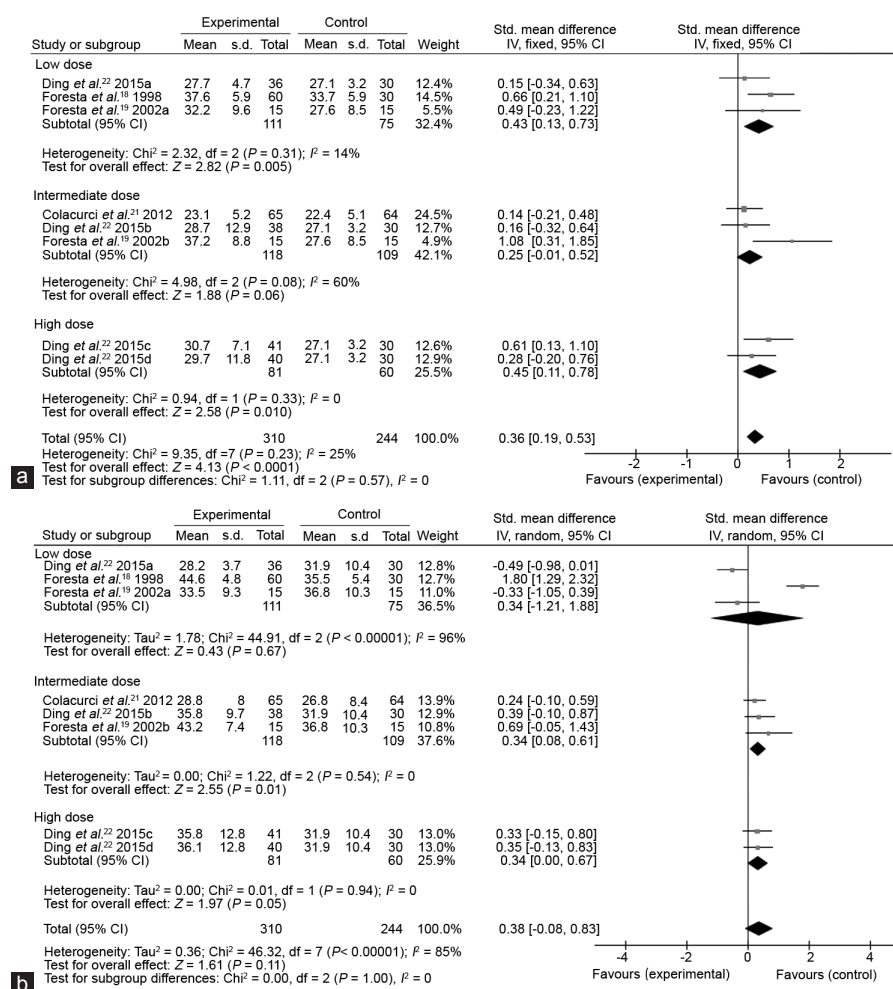 Experimental Control Std. mean difference Std. mean difference
Study or subgroup Mean s.d. Total Mean s.d. Total Weight IV, fixed, 95% CI IV, fixed, 95% CI
Low dose
Ding et al.²² 2015a 27.7 4.7 36 27.1 3.2 30 12.4% 0.15 [-0.34, 0.63]
Foresta et al.¹⁸ 1998 37.6 5.9 60 33.7 5.9 30 14.5% 0.66 [0.21, 1.10]
Foresta et al.¹⁹ 2002a 32.2 9.6 15 27.6 8.5 15 5.5% 0.49 [-0.23, 1.22]
Subtotal (95% CI) 111 75 32.4% 0.43 [0.13, 0.73]
Heterogeneity: Chi² = 2.32, df = 2 (P = 0.31); I² = 14%
Test for overall effect: Z = 2.82 (P = 0.005)
Intermediate dose
Colacurci et al.²¹ 2012 23.1 5.2 65 22.4 5.1 64 24.5% 0.14 [-0.21, 0.48]
Ding et al.²² 2015b 28.7 12.9 38 27.1 3.2 30 12.7% 0.16 [-0.32, 0.64]
Foresta et al.¹⁹ 2002b 37.2 8.8 15 27.6 8.5 15 4.9% 1.08 [0.31, 1.85]
Subtotal (95% CI) 118 109 42.1% 0.25 [-0.01, 0.52]
Heterogeneity: Chi² = 4.98, df = 2 (P = 0.08); I² = 60%
Test for overall effect: Z = 1.88 (P = 0.06)
High dose
Ding et al.²² 2015c 30.7 7.1 41 27.1 3.2 30 12.6% 0.61 [0.13, 1.10]
Ding et al.²² 2015d 29.7 11.8 40 27.1 3.2 30 12.9% 0.28 [-0.20, 0.76]
Subtotal (95% CI) 81 60 25.5% 0.45 [0.11, 0.78]
Heterogeneity: Chi² = 0.94, df = 1 (P = 0.33); I² = 0
Test for overall effect: Z = 2.58 (P = 0.010)
Total (95% CI) 310 244 100.0% 0.36 [0.19, 0.53]
Heterogeneity: Chi² = 9.35, df =7 (P = 0.23); I² = 25%
Test for overall effect: Z = 4.13 (P < 0.0001)
Test for subgroup differences: Chi² = 1.11, df = 2 (P = 0.57), I² = 0
-2 -1 0 1 2
Favours (experimental) Favours (control)
a
Experimental Control Std. mean difference Std. mean difference
Study or subgroup Mean s.d. Total Mean s.d Total Weight IV, random, 95% CI IV, random, 95% CI
Low dose
Ding et al.²² 2015a 28.2 3.7 36 31.9 10.4 30 12.8% -0.49 [-0.98, 0.01]
Foresta et al.¹⁸ 1998 44.6 4.8 60 35.5 5.4 30 12.7% 1.80 [1.29, 2.32]
Foresta et al.¹⁹ 2002a 33.5 9.3 15 36.8 10.3 15 11.0% -0.33 [-1.05, 0.39]
Subtotal (95% CI) 111 75 36.5% 0.34 [-1.21, 1.88]
Heterogeneity: Tau² = 1.78; Chi² = 44.91, df = 2 (P < 0.00001); I² = 96%
Test for overall effect: Z = 0.43 (P = 0.67)
Intermediate dose
Colacurci et al.²¹ 2012 28.8 8 65 26.8 8.4 64 13.9% 0.24 [-0.10, 0.59]
Ding et al.²² 2015b 35.8 9.7 38 31.9 10.4 30 12.9% 0.39 [-0.10, 0.87]
Foresta et al.¹⁹ 2002b 43.2 7.4 15 36.8 10.3 15 10.8% 0.69 [-0.05, 1.43]
Subtotal (95% CI) 118 109 37.6% 0.34 [0.08, 0.61]
Heterogeneity: Tau² = 0.00; Chi² = 1.22, df = 2 (P = 0.54); I² = 0
Test for overall effect: Z = 2.55 (P = 0.01)
High dose
Ding et al.²² 2015c 35.8 12.8 41 31.9 10.4 30 13.0% 0.33 [-0.15, 0.80]
Ding et al.²² 2015d 36.1 12.8 40 31.9 10.4 30 13.0% 0.35 [-0.13, 0.83]
Subtotal (95% CI) 81 60 25.9% 0.34 [0.00, 0.67]
Heterogeneity: Tau² = 0.00; Chi² = 0.01, df = 1 (P = 0.94); I² = 0
Test for overall effect: Z = 1.97 (P = 0.05)
Total (95% CI) 310 244 100.0% 0.38 [-0.08, 0.83]
Heterogeneity: Tau² = 0.36; Chi² = 46.32, df = 7 (P< 0.00001); I² = 85%
Test for overall effect: Z = 1.61 (P = 0.11)
Test for subgroup differences: Chi² = 0.00, df = 2 (P = 1.00), I² = 0
-4 -2 0 2 4
Favours (experimental) Favours (control)
b